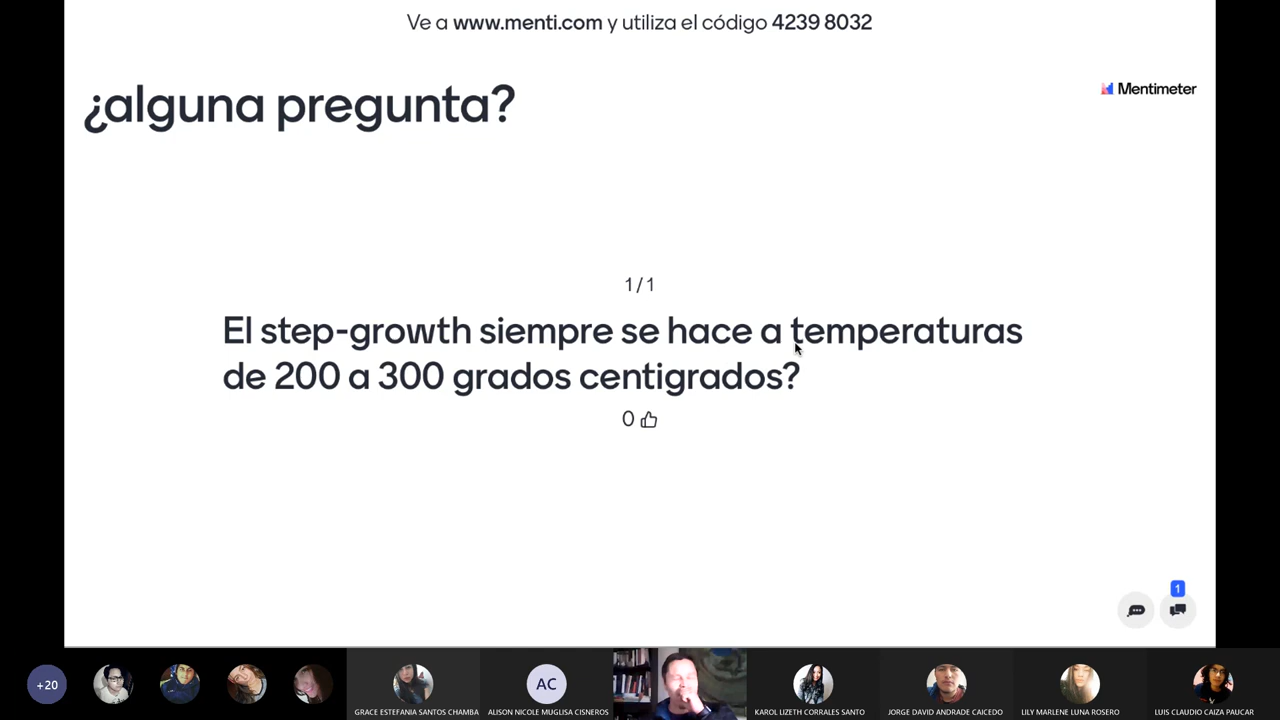 Ve a www.menti.com y utiliza el código 4239 8032
¿alguna pregunta?
Mentimeter
1/1
El step-growth siempre se hace a temperaturas
de 200 a 300 grados centigrados?
0
1
+20
AC
GRACE ESTEFANIA SANTOS CHAMBA
ALISON NICOLE MUGLISA CISNEROS
KAROL LIZETH CORRALES SANTO
JORGE DAVID ANDRADE CAICEDO
LILY MARLENE LUNA ROSERO
LUIS CLAUDIO CAIZA PAUCAR